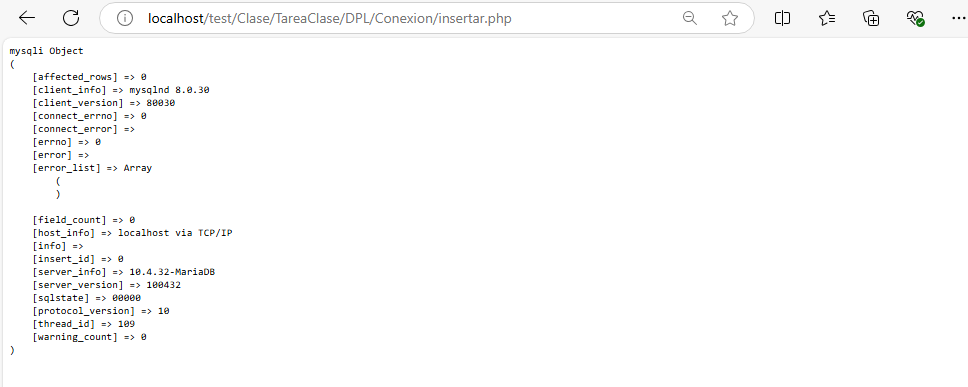 localhost/test/Clase/TareaClase/DPL/Conexion/insertar.php
mysqli Object
(
    [affected_rows] => 0
    [client_info] => mysqlnd 8.0.30
    [client_version] => 80030
    [connect_errno] => 0
    [connect_error] =>
    [errno] => 0
    [error] =>
    [error_list] => Array
        (
        )
    [field_count] => 0
    [host_info] => localhost via TCP/IP
    [info] =>
    [insert_id] => 0
    [server_info] => 10.4.32-MariaDB
    [server_version] => 100432
    [sqlstate] => 00000
    [protocol_version] => 10
    [thread_id] => 109
    [warning_count] => 0
)